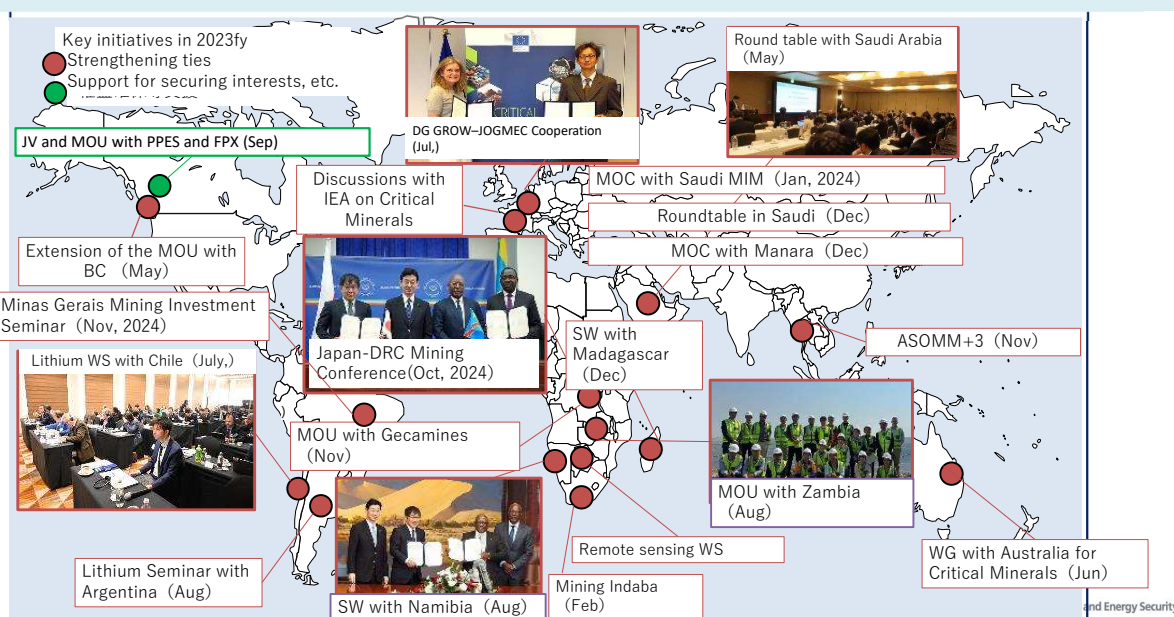 Key initiatives in 2023fy
Strengthening ties
Support for securing interests, etc.
JV and MOU with PPES and FPX (Sep)
DG GROW–JOGMEC Cooperation
(Jul,)
Round table with Saudi Arabia
(May)
Discussions with
IEA on Critical
Minerals
MOC with Saudi MIM (Jan, 2024)
Roundtable in Saudi (Dec)
MOC with Manara (Dec)
Extension of the MOU with
BC (May)
Minas Gerais Mining Investment
Seminar (Nov, 2024)
Lithium WS with Chile (July,)
Japan-DRC Mining
Conference(Oct, 2024)
SW with
Madagascar
(Dec)
ASOMM+3 (Nov)
MOU with Gecamines
(Nov)
MOU with Zambia
(Aug)
Remote sensing WS
WG with Australia for
Critical Minerals (Jun)
Lithium Seminar with
Argentina (Aug)
SW with Namibia (Aug)
Mining Indaba
(Feb)
and Energy Security
CRITICAL